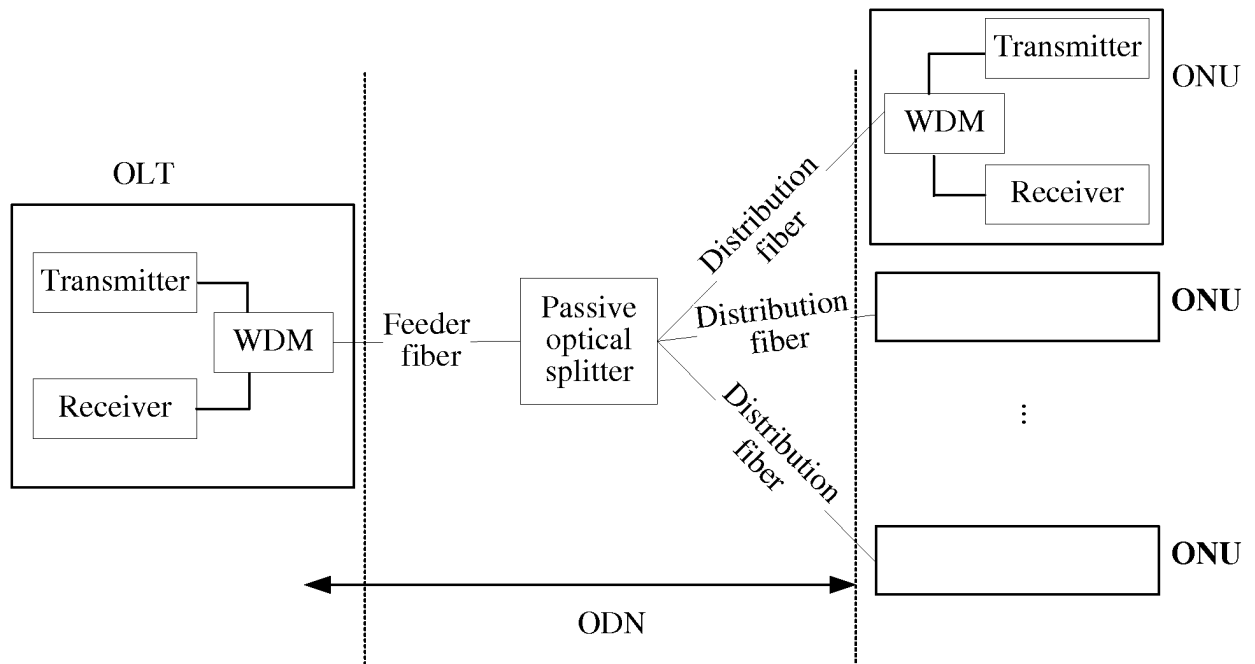 OLT
Transmitter
WDM
Receiver
Feeder
fiber
Passive
optical
splitter
Distribution
fiber
Distribution
fiber
Distribution
fiber
Transmitter
WDM
Receiver
ONU
ONU
...
ONU
ODN